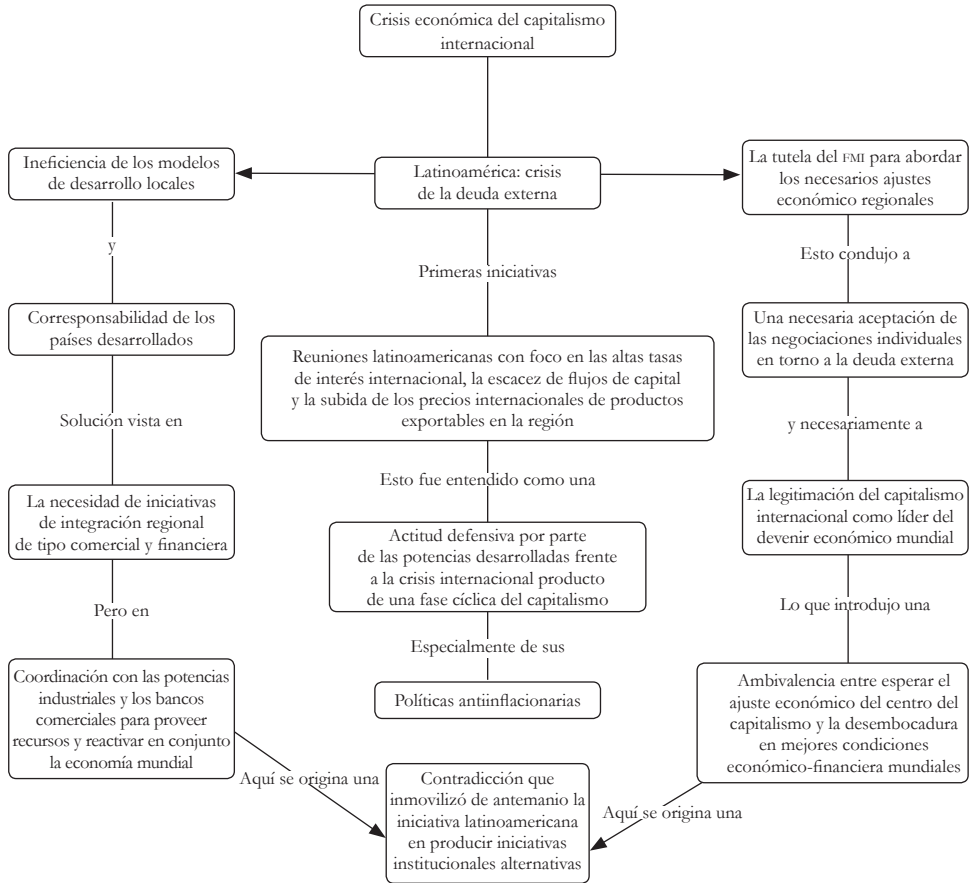 Crisis económica del capitalismo
internacional
Ineficiencia de los modelos
de desarrollo locales
Latinoamérica: crisis
de la deuda externa
La tutela del FMI para abordar
los necesarios ajustes
económico regionales
y
Primeras iniciativas
Esto condujo a
Corresponsabilidad de los
países desarrollados
Reuniones latinoamericanas con foco en las altas tasas
de interés internacional, la escacez de flujos de capital
y la subida de los precios internacionales de productos
exportables en la región
Una necesaria aceptación de
las negociaciones individuales
en torno a la deuda externa
Solución vista en
Esto fue entendido como una
y necesariamente a
La necesidad de iniciativas
de integración regional
de tipo comercial y financiera
Actitud defensiva por parte
de las potencias desarrolladas frente
a la crisis internacional producto
de una fase cíclica del capitalismo
La legitimación del capitalismo
internacional como líder del
devenir económico mundial
Pero en
Especialmente de sus
Lo que introdujo una
Coordinación con las potencias
industriales y los bancos
comerciales para proveer
recursos y reactivar en conjunto
la economía mundial
Políticas antiinflacionarias
Ambivalencia entre esperar el
ajuste económico del centro del
capitalismo y la desembocadura
en mejores condiciones
económico-financiera mundiales
Aquí se origina una
Contradicción que
inmovilizó de antemanio la
iniciativa latinoamericana
en producir iniciativas
institucionales alternativas
Aquí se origina una